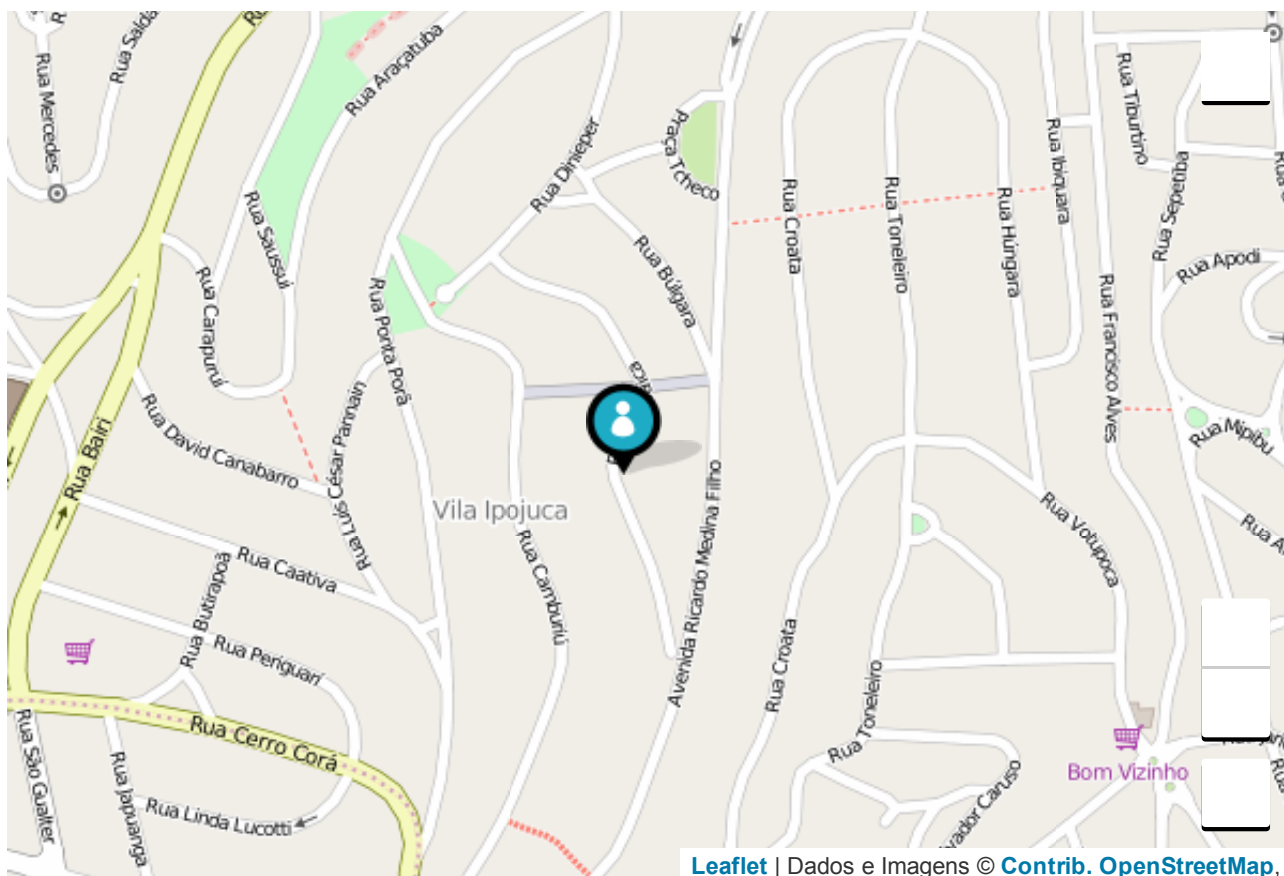 Rua Mercedes
Rua Araçatuba
Rua Saussuí
Rua Carapuruí
Rua Dinieper
Praça Tcheco
Rua Búlgara
Rua Croata
Rua Toneleiro
Rua Húngara
Rua Ibiquara
Rua Tiburtino
Rua Sepetiba
Rua Apodi
Rua Francisco Alves
Rua Mipibu
Rua Ponta Porã
Rua Luís César Pannain
Rua David Canabarro
Rua Bairi
Vila Ipojuca
Rua Camburiú
Avenida Ricardo Medina Filho
Rua Votupoca
Rua Caativa
Rua Butirapoã
Rua Periguarí
Rua Cerro Corá
Rua São Gualter
Rua Japuanga
Rua Linda Lucotti
Rua Croata
Rua Toneleiro
Bom Vizinho
Leaflet | Dados e Imagens © Contrib. OpenStreetMap,